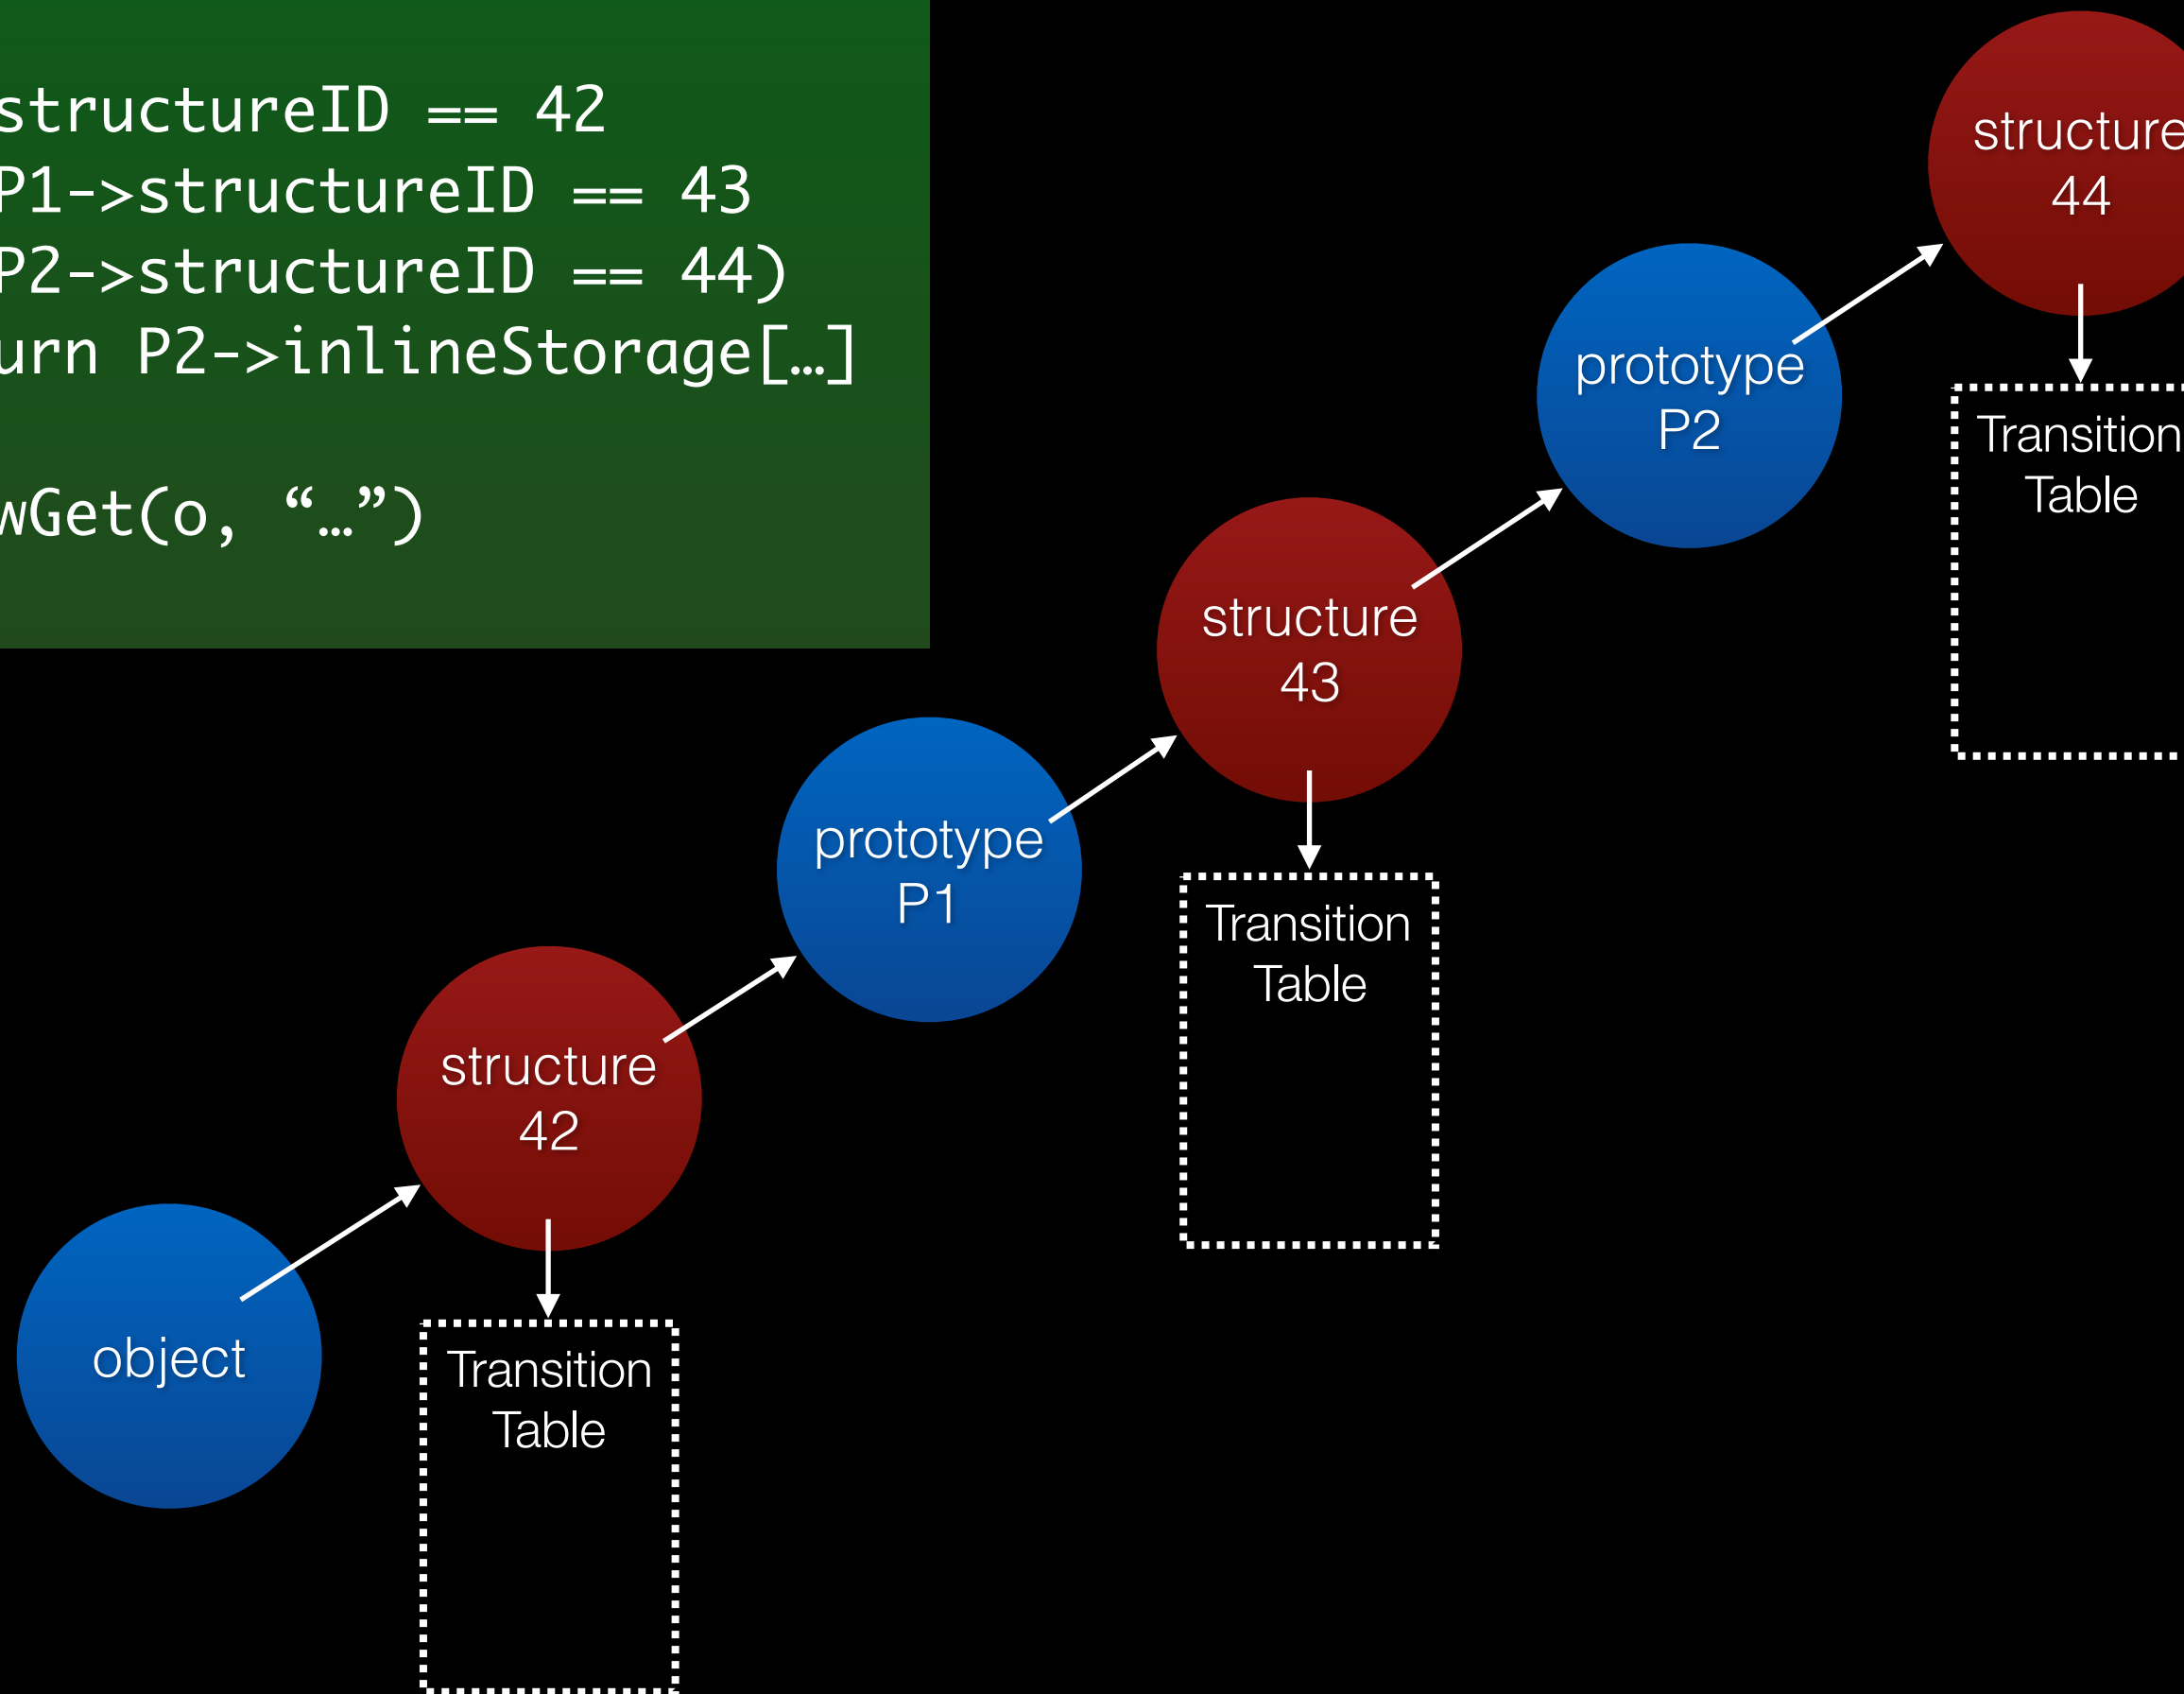 structureID == 42
P1->structureID == 43
P2->structureID == 44)
urn P2->inlineStorage[…]
wGet(o, “…”)
structure
44
prototype
P2
Transition
Table
structure
43
prototype
P1
Transition
Table
structure
42
object
Transition
Table